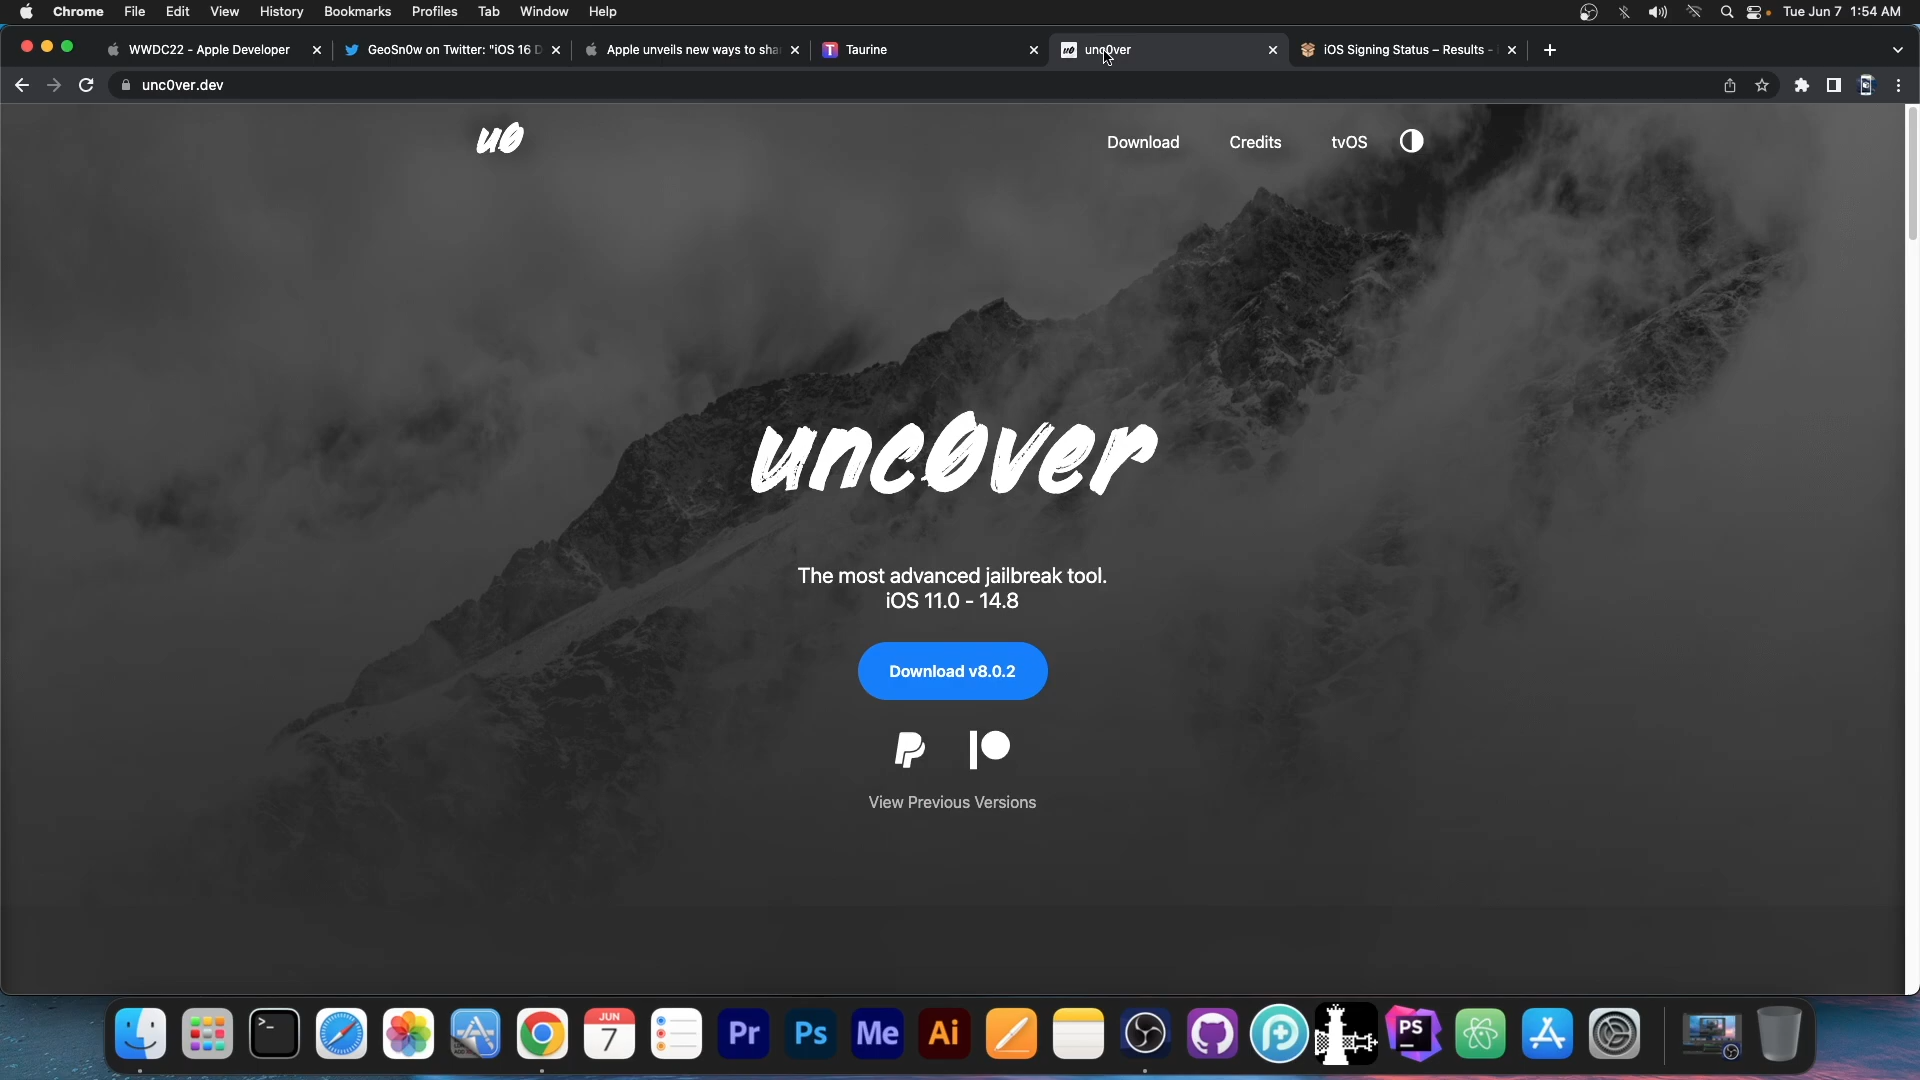 Chrome File Edit View History Bookmarks Profiles Tab Window Help Tue Jun 7 1:54 AM
WWDC22 - Apple Developer GeoSn0w on Twitter: "iOS 16 D Apple unveils new ways to sha Taurine unc0ver iOS Signing Status – Results -
unc0ver.dev
u0 Download Credits tvOS
unc0ver
The most advanced jailbreak tool.
iOS 11.0 - 14.8
Download v8.0.2
View Previous Versions
JUN
7 Pr Ps Me Ai PS